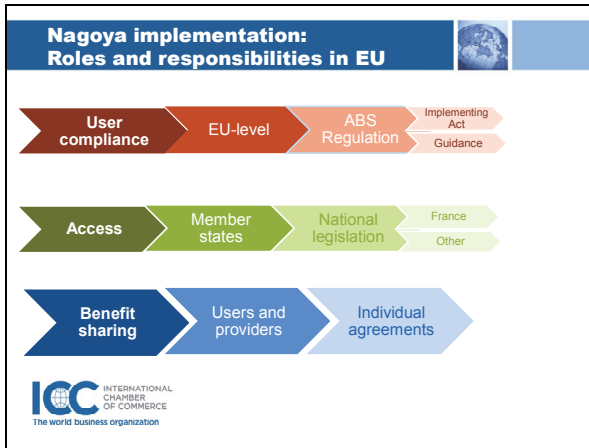 Nagoya implementation:
Roles and responsibilities in EU
User
compliance
EU-level
ABS
Regulation
Implementing
Act
Guidance
Access
Member
states
National
legislation
France
Other
Benefit
sharing
Users and
providers
Individual
agreements
ICC
INTERNATIONAL
CHAMBER
OF COMMERCE
The world business organization